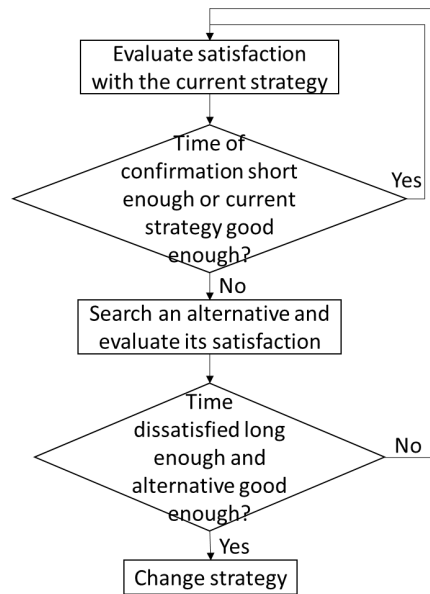 Evaluate satisfaction
with the current strategy
Time of
confirmation short
enough or current
strategy good
enough?
Yes
No
Search an alternative and
evaluate its satisfaction
Time
dissatisfied long
enough and
alternative good
enough?
No
Yes
Change strategy